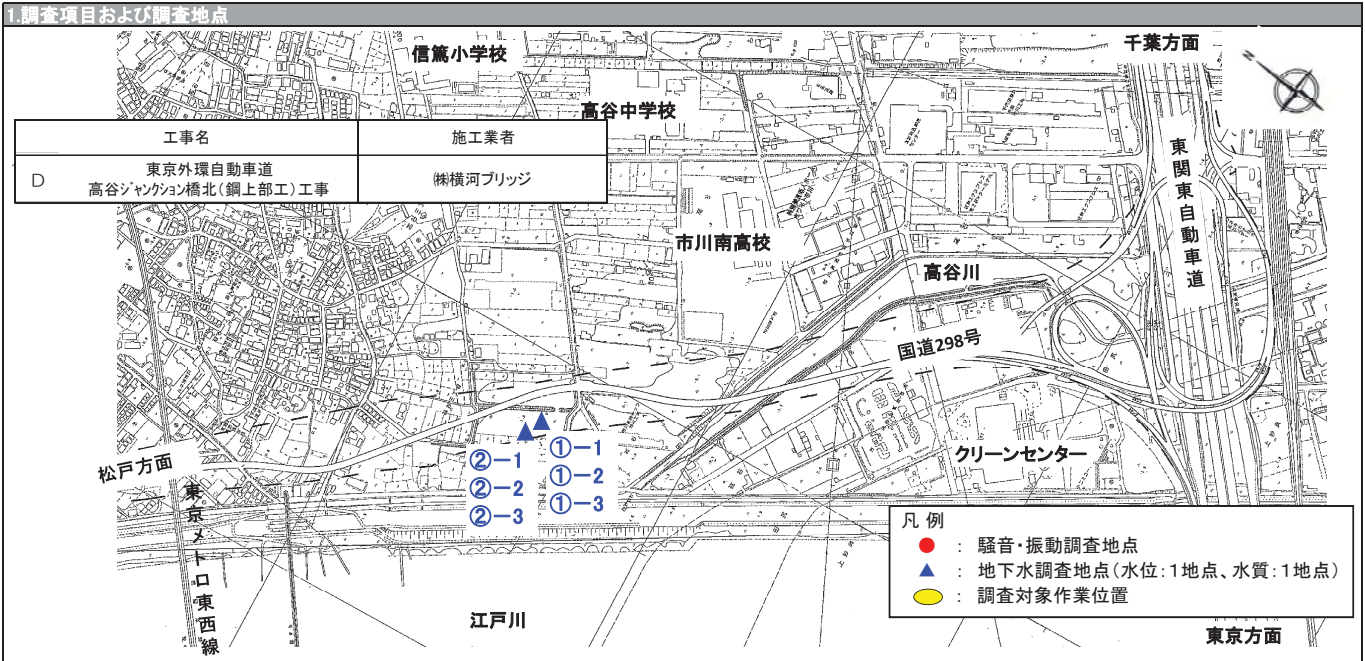 1.調査項目および調査地点
信篤小学校
千葉方面
高谷中学校
工事名
施工業者
D
東京外環自動車道
高谷ジャンクション橋北(鋼上部工)工事
㈱横河ブリッジ
東関東自動車道
市川南高校
高谷川
国道298号
松戸方面
②-1
②-2
②-3
①-1
①-2
①-3
クリーンセンター
東京メトロ東西線
凡 例
: 騒音・振動調査地点
: 地下水調査地点(水位:1地点、水質:1地点)
: 調査対象作業位置
江戸川
東京方面